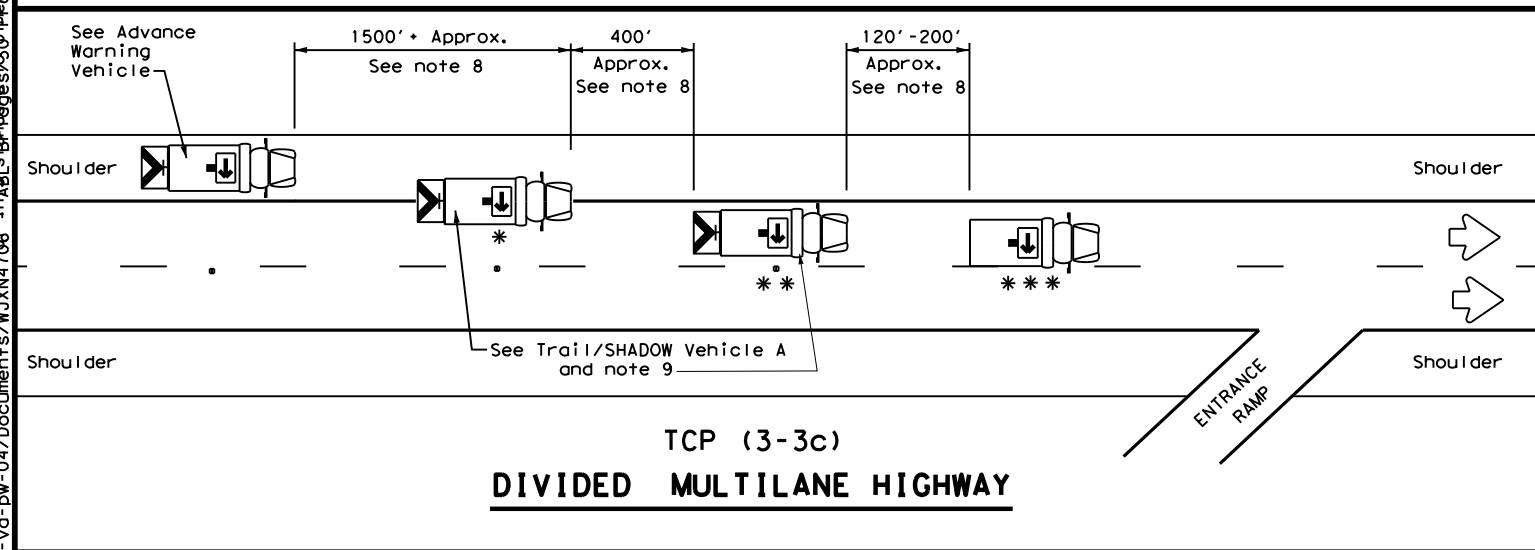 See Advance
Warning
Vehicle
1500'+ Approx.
See note 8
400'
Approx.
See note 8
120'-200'
Approx.
See note 8
Shoulder
Shoulder
*
* *
* * *
See Trail/SHADOW Vehicle A
and note 9
Shoulder
Shoulder
ENTRANCE
RAMP
TCP (3-3c)
DIVIDED MULTILANE HIGHWAY